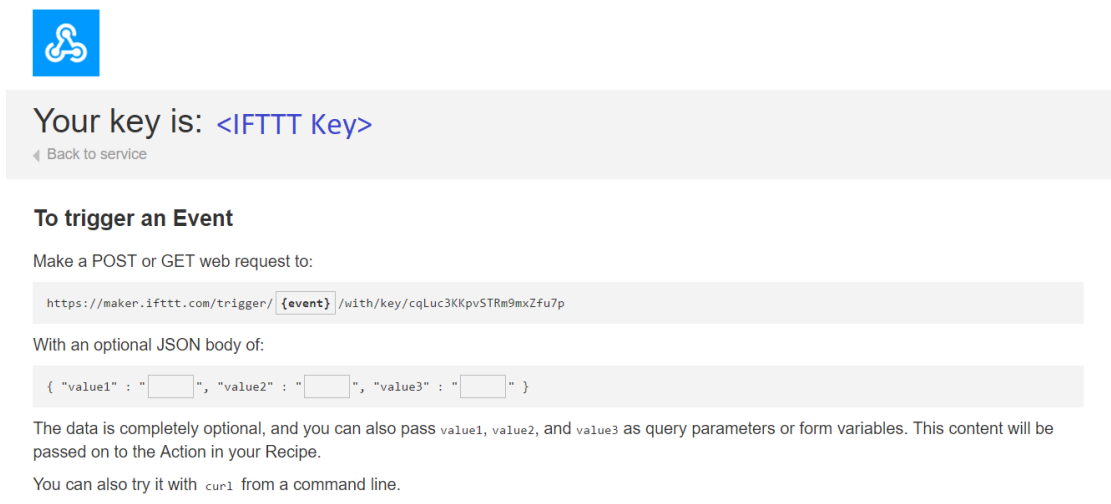 Your key is: <IFTTT Key>
Back to service
To trigger an Event
Make a POST or GET web request to:
https://maker.ifttt.com/trigger/ {event} /with/key/cqLuc3KKpvSTRm9mxZfu7p
With an optional JSON body of:
{ "value1" : " ", "value2" : " ", "value3" : " " }
The data is completely optional, and you can also pass value1, value2, and value3 as query parameters or form variables. This content will be
passed on to the Action in your Recipe.
You can also try it with curl from a command line.